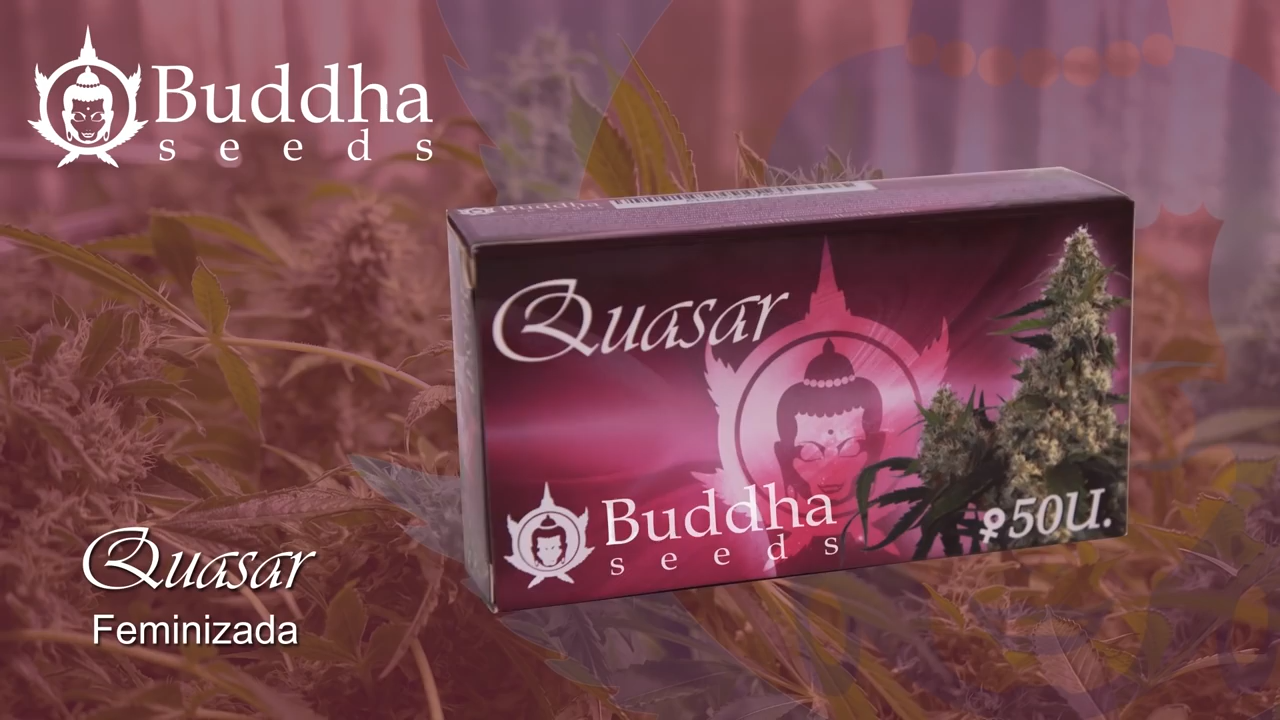 Buddha
seeds
Buddha
Quasar
Buddha
seeds
♀50U.
Quasar
Feminizada